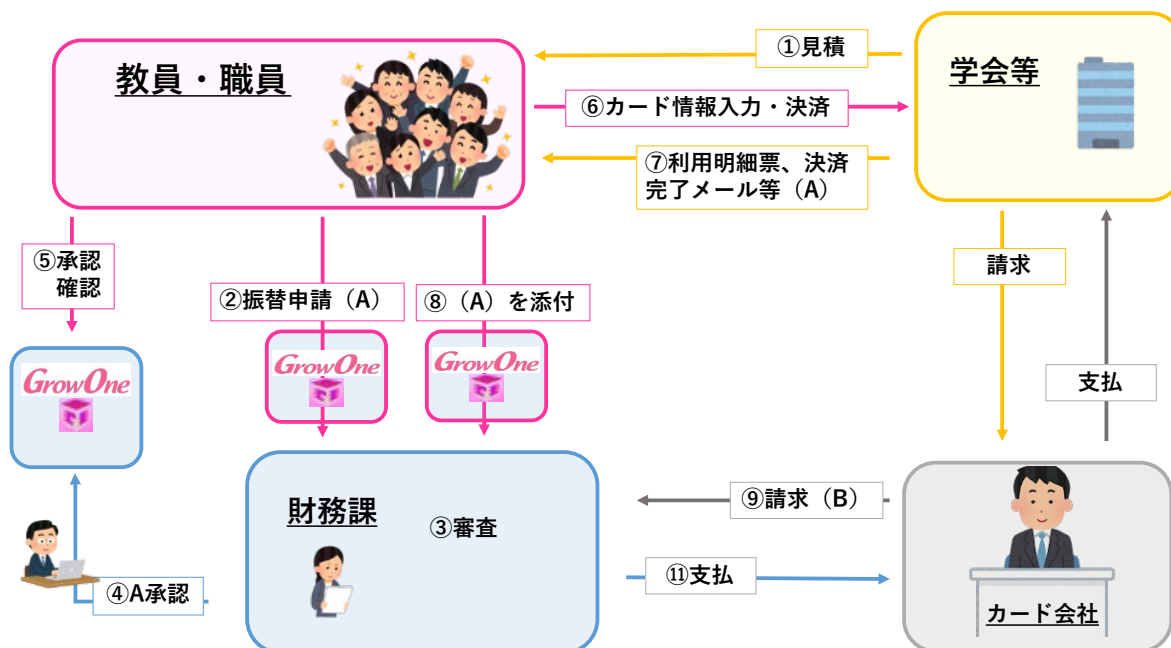 教員・職員
①見積
学会等
⑥カード情報入力・決済
⑦利用明細票、決済
完了メール等（A）
⑤承認
確認
②振替申請（A）
⑧（A）を添付
請求
支払
GrowOne
GrowOne
GrowOne
財務課
③審査
⑨請求（B）
④A承認
⑪支払
カード会社